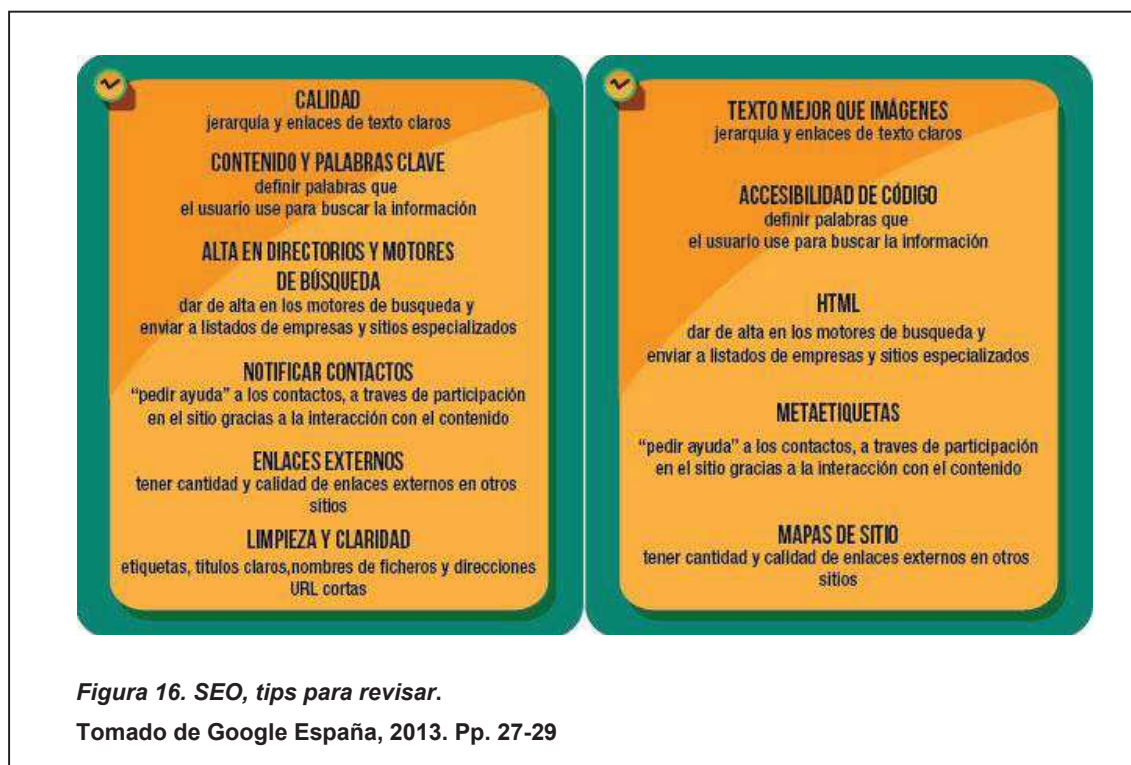 CALIDAD
jerarquía y enlaces de texto claros
CONTENIDO Y PALABRAS CLAVE
definir palabras que
el usuario use para buscar la información
ALTA EN DIRECTORIOS Y MOTORES
DE BÚSQUEDA
dar de alta en los motores de busqueda y
enviar a listados de empresas y sitios especializados
NOTIFICAR CONTACTOS
“pedir ayuda” a los contactos, a traves de participación
en el sitio gracias a la interacción con el contenido
ENLACES EXTERNOS
tener cantidad y calidad de enlaces externos en otros
sitios
LIMPIEZA Y CLARIDAD
etiquetas, titulos claros,nombres de ficheros y direcciones
URL cortas
TEXTO MEJOR QUE IMÁGENES
jerarquía y enlaces de texto claros
ACCESIBILIDAD DE CÓDIGO
definir palabras que
el usuario use para buscar la información
HTML
dar de alta en los motores de busqueda y
enviar a listados de empresas y sitios especializados
METAETIQUETAS
“pedir ayuda” a los contactos, a traves de participación
en el sitio gracias a la interacción con el contenido
MAPAS DE SITIO
tener cantidad y calidad de enlaces externos en otros
sitios
Figura 16. SEO, tips para revisar.
Tomado de Google España, 2013. Pp. 27-29